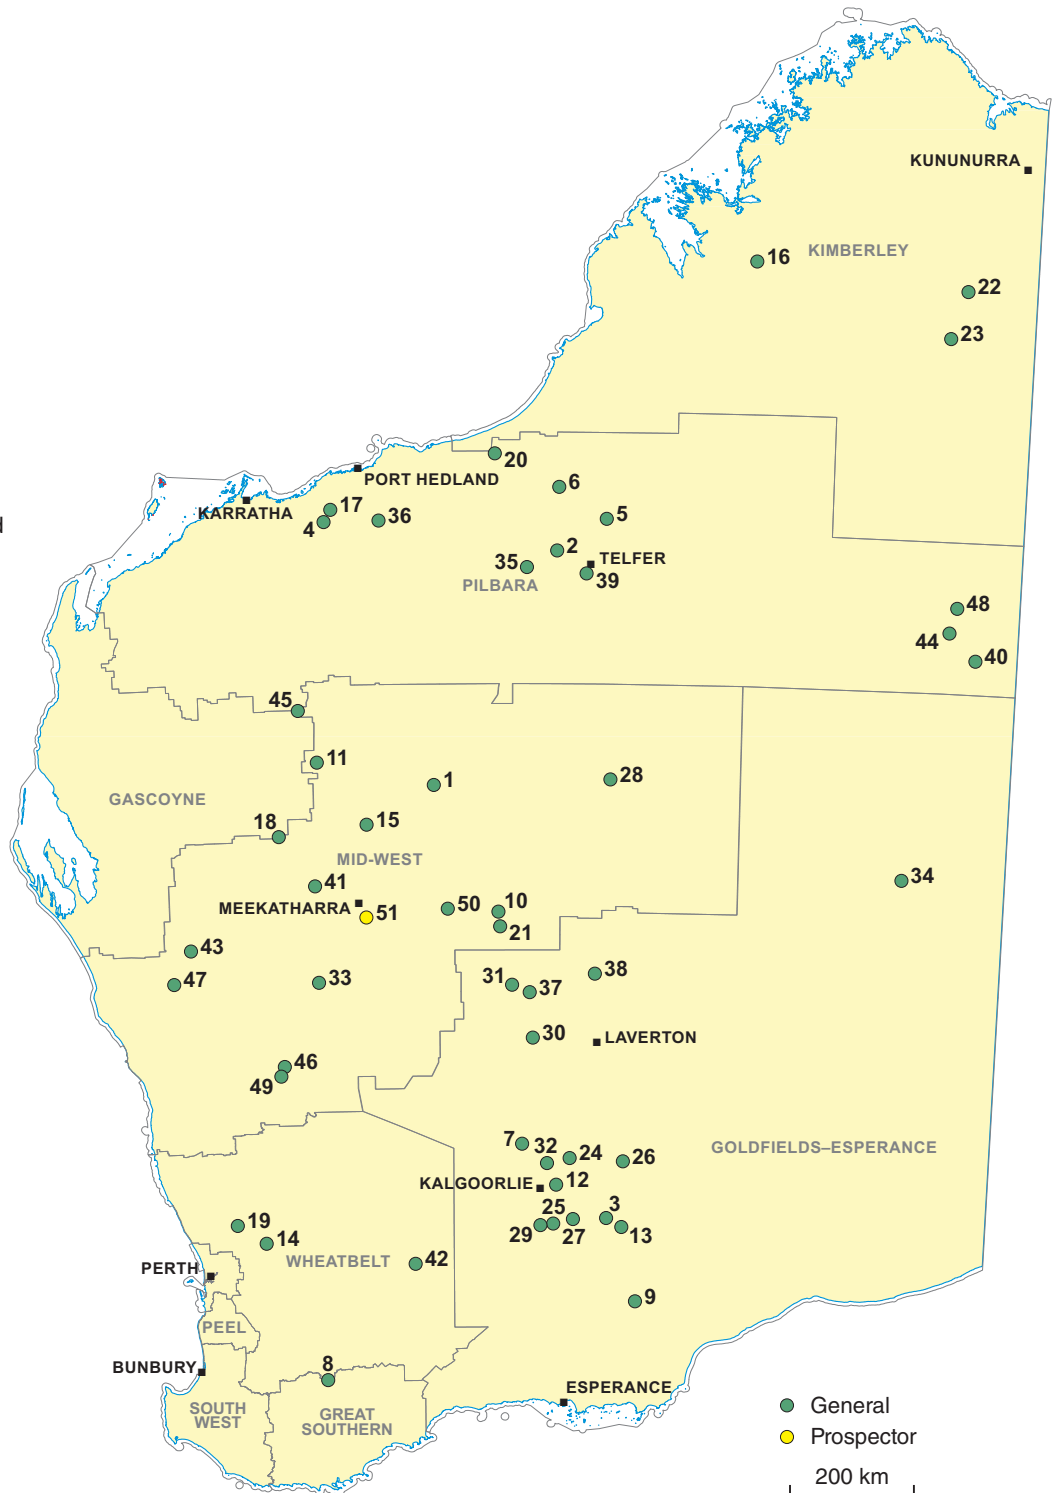 KUNUNURRA
KIMBERLEY
16
22
23
20
PORT HEDLAND
6
KARRATHA
17
4
36
5
d
2
TELFER
35
39
PILBARA
48
44
40
45
11
1
28
GASCOYNE
15
18
MID-WEST
34
41
MEEKATHARRA
51
50
10
21
43
47
33
31
37
38
30
LAVERTON
46
49
7
32
24
26
GOLDFIELDS–ESPERANCE
KALGOORLIE
12
25
3
29
27
13
19
14
WHEATBELT
42
PERTH
9
PEEL
BUNBURY
8
ESPERANCE
SOUTH
WEST
GREAT
SOUTHERN
General
Prospector
200 km